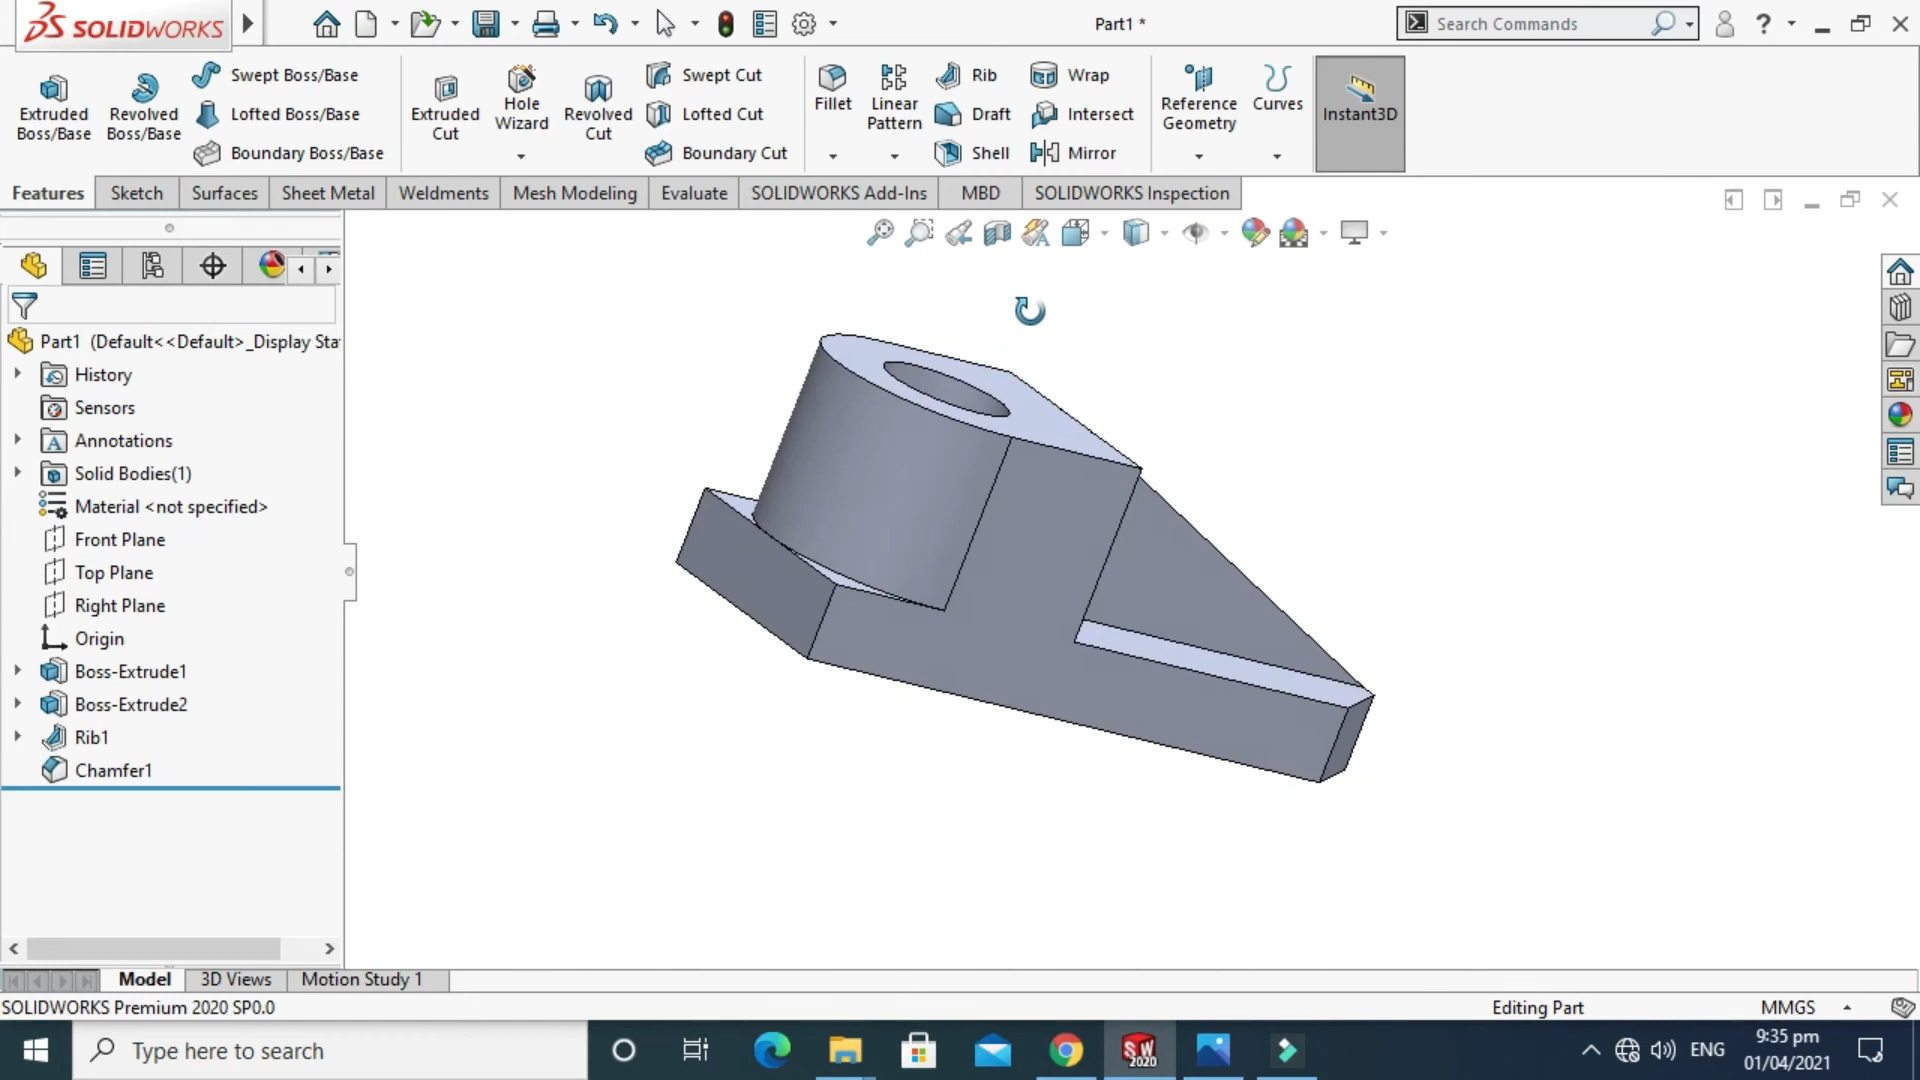 SOLIDWORKS
Part1 *
Search Commands
Extruded Boss/Base
Revolved Boss/Base
Swept Boss/Base
Lofted Boss/Base
Boundary Boss/Base
Extruded Cut
Hole Wizard
Revolved Cut
Swept Cut
Lofted Cut
Boundary Cut
Fillet
Linear Pattern
Rib
Draft
Shell
Wrap
Intersect
Mirror
Reference Geometry
Curves
Instant3D
Features
Sketch
Surfaces
Sheet Metal
Weldments
Mesh Modeling
Evaluate
SOLIDWORKS Add-Ins
MBD
SOLIDWORKS Inspection
Part1 (Default<<Default>_Display Sta
History
Sensors
Annotations
Solid Bodies(1)
Material <not specified>
Front Plane
Top Plane
Right Plane
Origin
Boss-Extrude1
Boss-Extrude2
Rib1
Chamfer1
Model
3D Views
Motion Study 1
SOLIDWORKS Premium 2020 SP0.0
Editing Part
MMGS
Type here to search
SW
2020
ENG
9:35 pm
01/04/2021